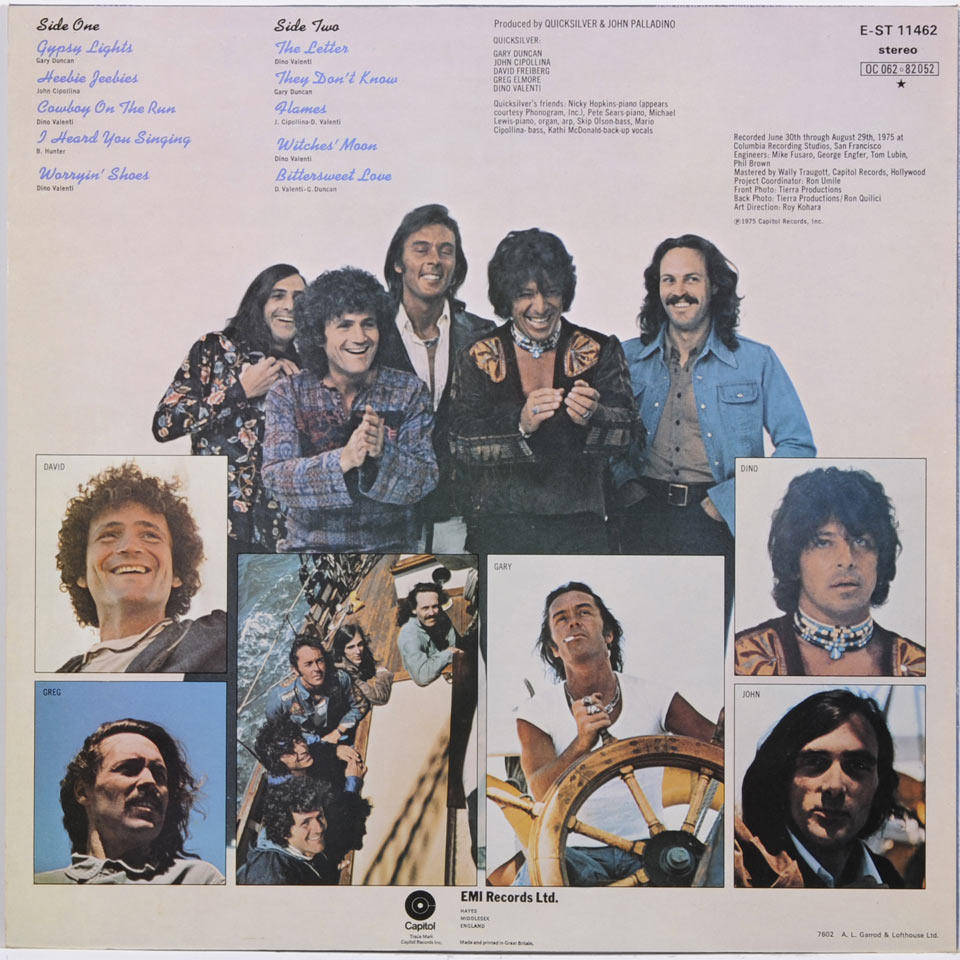 Side One
Gypsy Lights
Gary Duncan
Heebie Jeebies
John Cipollina
Cowboy On The Run
Dino Valenti
I Heard You Singing
B. Hunter
Worryin' Shoes
Dino Valenti
Side Two
The Letter
Dino Valenti
They Don't Know
Gary Duncan
Flames
J. Cipollina-D. Valenti
Witches' Moon
Dino Valenti
Bittersweet Love
D. Valenti-G. Duncan
Produced by QUICKSILVER & JOHN PALLADINO
QUICKSILVER:
GARY DUNCAN
JOHN CIPOLLINA
DAVID FREIBERG
GREG ELMORE
DINO VALENTI
Quicksilver's friends: Nicky Hopkins-piano (appears
courtesy Phonogram, Inc.), Pete Sears-piano, Michael
Lewis-piano, organ, arp, Skip Olson-bass, Mario
Cipollina- bass, Kathi McDonald-back-up vocals
E-ST 11462
stereo
OC 062-82052
★
Recorded June 30th through August 29th, 1975 at
Columbia Recording Studios, San Francisco
Engineers: Mike Fusaro, George Engfer, Tom Lubin,
Phil Brown
Mastered by Wally Traugott, Capitol Records, Hollywood
Project Coordinator: Ron Umile
Front Photo: Tierra Productions
Back Photo: Tierra Productions/Ron Quilici
Art Direction: Roy Kohara
℗1975 Capitol Records, Inc.
DAVID
DINO
GARY
GREG
JOHN
Capitol
Trade Mark
Capitol Records Inc.
EMI Records Ltd.
HAYES
MIDDLESEX
ENGLAND
Made and printed in Great Britain.
7602 A. L. Garrod & Lofthouse Ltd.